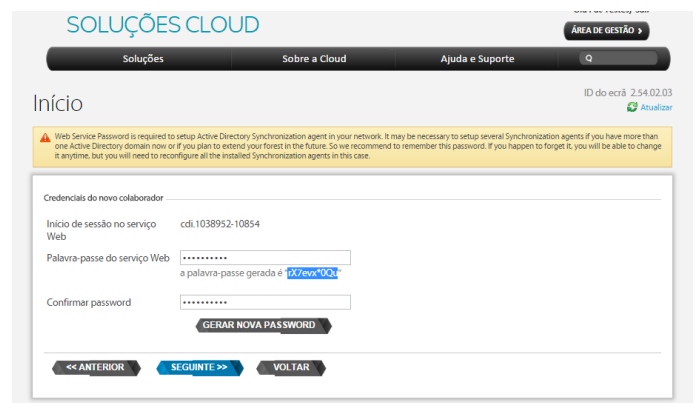 SOLUÇÕES CLOUD
ÁREA DE GESTÃO
Soluções Sobre a Cloud Ajuda e Suporte
Início
ID do ecrã 2.54.02.03
Atualizar
Web Service Password is required to setup Active Directory Synchronization agent in your network. It may be necessary to setup several Synchronization agents if you have more than
one Active Directory domain now or if you plan to extend your forest in the future. So we recommend to remember this password. If you happen to forget it, you will be able to change
it anytime, but you will need to reconfigure all the installed Synchronization agents in this case.
Credenciais do novo colaborador
Início de sessão no serviço cdi.1038952-10854
Web
Palavra-passe do serviço Web ••••••••••
a palavra-passe gerada é "rX7evx*0Qu"
Confirmar password ••••••••••
GERAR NOVA PASSWORD
<< ANTERIOR SEGUINTE >> VOLTAR